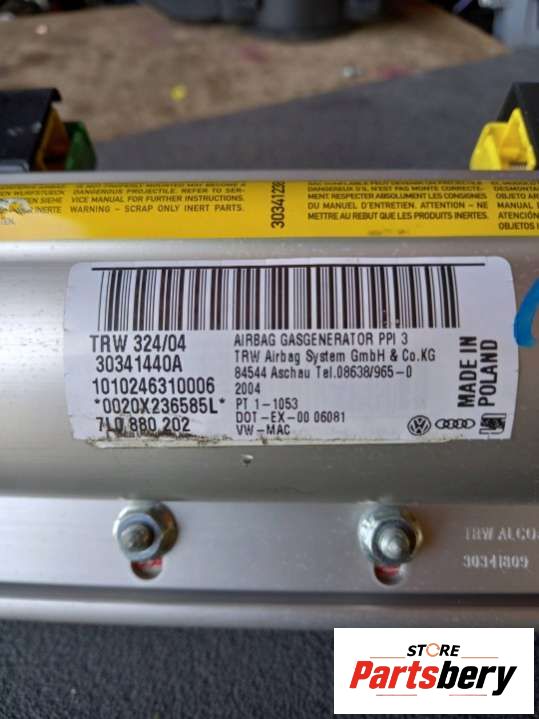 DANGEROUS PROJECTILE. REFER TO SER-
VICE MANUAL FOR FURTHER INSTRUCTIONS.
WARNING – SCRAP ONLY INERT PARTS.
DANGEREUX S'IL N'EST PAS MONTE CORRECTE-
MENT. RESPECTER ABSOLUMENT LES CONSIGNES
DU MANUEL D'ENTRETIEN. ATTENTION – NE
METTRE AU REBUT QUE LES PRODUITS INERTES.
OBJETO AR
TRW 324/04
30341440A
1010246310006
*0020X236585L*
7L0 880 202
AIRBAG GASGENERATOR PPI 3
TRW Airbag System GmbH & Co.KG
84544 Aschau Tel.08638/965-0
2004
PT 1-1053
DOT-EX-00 06081
VW-MAC
MADE IN
POLAND
TRW ALCO
30341809
STORE
Partsbery